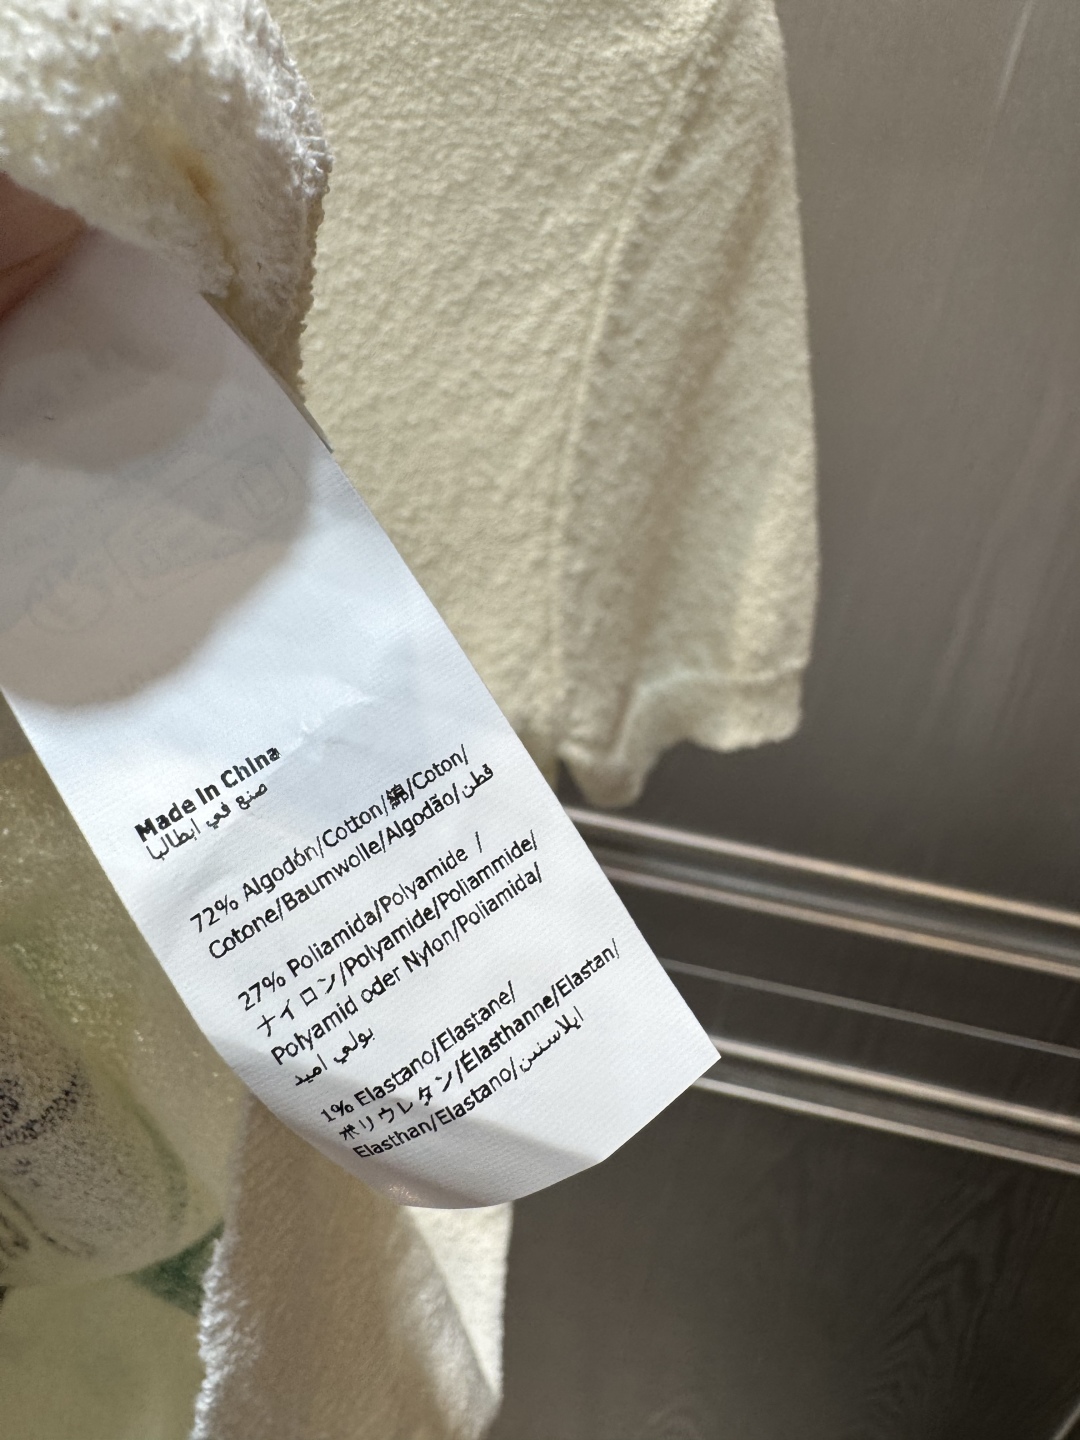 Made In China
صنع في ايطاليا
72% Algodón/Cotton/綿/Coton/
Cotone/Baumwolle/Algodão/قطن
27% Poliamida/Polyamide /
ナイロン/Polyamide/Poliammide/
Polyamid oder Nylon/Poliamida/
بولي اميد
1% Elastano/Elastane/
ポリウレタン/Élasthanne/Elastan/
Elasthan/Elastano/ايلاستين